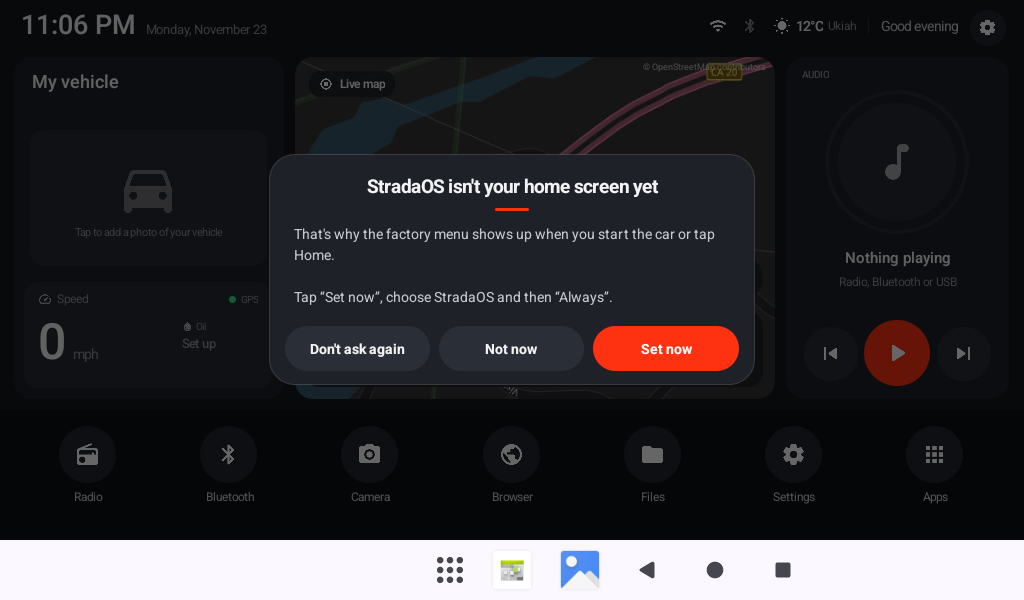 11:06 PM
Monday, November 23
12°C
Ukiah
Good evening
My vehicle
Live map
© OpenStreetMap contributors
CA 20
AUDIO
StradaOS isn't your home screen yet
That's why the factory menu shows up when you start the car or tap
Home.
Tap “Set now”, choose StradaOS and then “Always”.
Don't ask again
Not now
Set now
Tap to add a photo of your vehicle
Speed
GPS
0 mph
Oil
Set up
Nothing playing
Radio, Bluetooth or USB
Radio
Bluetooth
Camera
Browser
Files
Settings
Apps